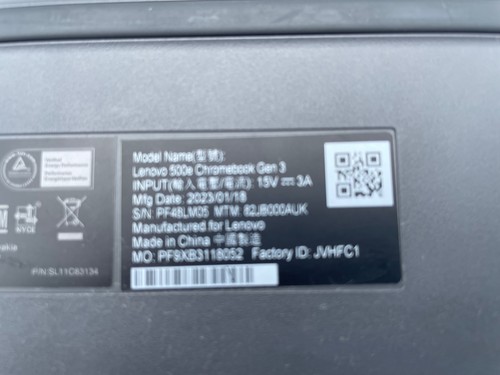 Model Name(型號):
Lenovo 500e Chromebook Gen 3
INPUT(輸入電壓/電流): 15V ⎓ 3A
Mfg Date: 2023/01/18
S/N: PF4BLM05 MTM: 82JB000AUK
Manufactured for Lenovo
Made in China 中國製造
MO: PF9XB3118052 Factory ID: JVHFC1
P/N:SL11C63134